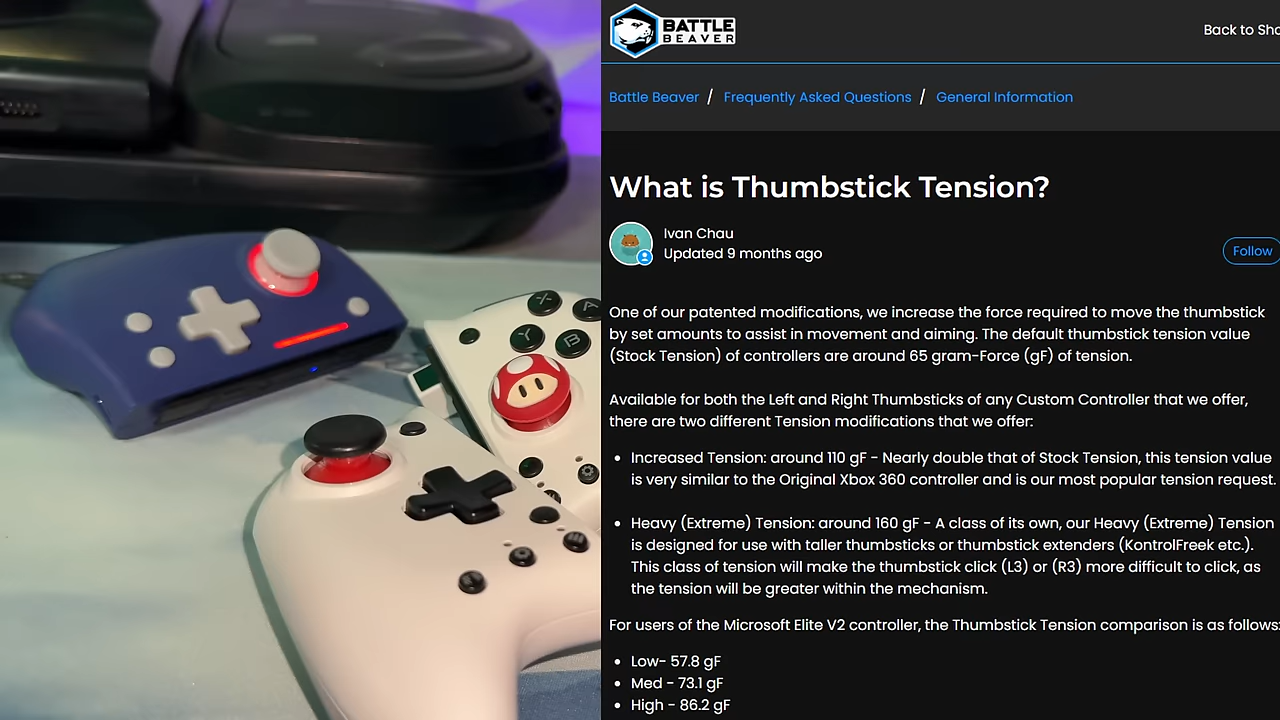 BATTLE
BEAVER
Back to Sho
Battle Beaver / Frequently Asked Questions / General Information
What is Thumbstick Tension?
Ivan Chau
Updated 9 months ago
Follow
One of our patented modifications, we increase the force required to move the thumbstick
by set amounts to assist in movement and aiming. The default thumbstick tension value
(Stock Tension) of controllers are around 65 gram-Force (gF) of tension.
Available for both the Left and Right Thumbsticks of any Custom Controller that we offer,
there are two different Tension modifications that we offer:
• Increased Tension: around 110 gF - Nearly double that of Stock Tension, this tension value
is very similar to the Original Xbox 360 controller and is our most popular tension request.
• Heavy (Extreme) Tension: around 160 gF - A class of its own, our Heavy (Extreme) Tension
is designed for use with taller thumbsticks or thumbstick extenders (KontrolFreek etc.).
This class of tension will make the thumbstick click (L3) or (R3) more difficult to click, as
the tension will be greater within the mechanism.
For users of the Microsoft Elite V2 controller, the Thumbstick Tension comparison is as follows:
• Low- 57.8 gF
• Med - 73.1 gF
• High - 86.2 gF
X
A
Y
B